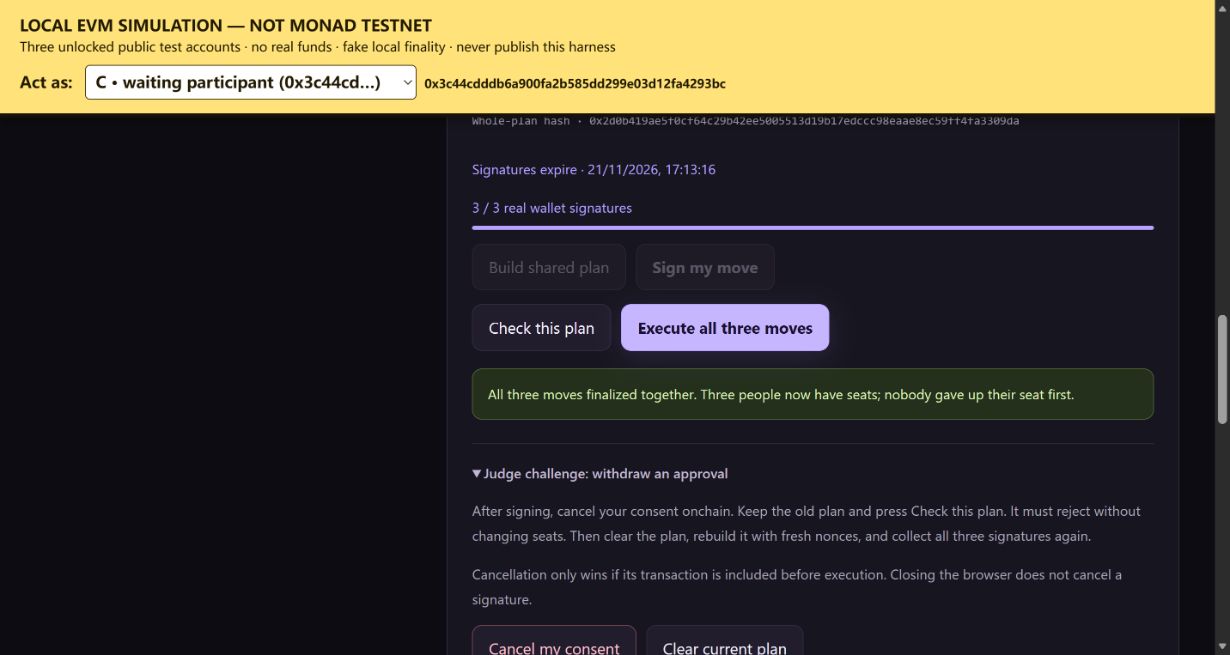 LOCAL EVM SIMULATION — NOT MONAD TESTNET
Three unlocked public test accounts · no real funds · fake local finality · never publish this harness
Act as: C • waiting participant (0x3c44cd...) 0x3c44cdddb6a900fa2b585dd299e03d12fa4293bc
Whole-plan hash · 0x2d0b419ae5f0cf64c29b42ee5005513d19b17edccc98eaae8ec59ff4fa3309da
Signatures expire · 21/11/2026, 17:13:16
3 / 3 real wallet signatures
Build shared plan Sign my move
Check this plan Execute all three moves
All three moves finalized together. Three people now have seats; nobody gave up their seat first.
▼Judge challenge: withdraw an approval
After signing, cancel your consent onchain. Keep the old plan and press Check this plan. It must reject without
changing seats. Then clear the plan, rebuild it with fresh nonces, and collect all three signatures again.
Cancellation only wins if its transaction is included before execution. Closing the browser does not cancel a
signature.
Cancel my consent Clear current plan